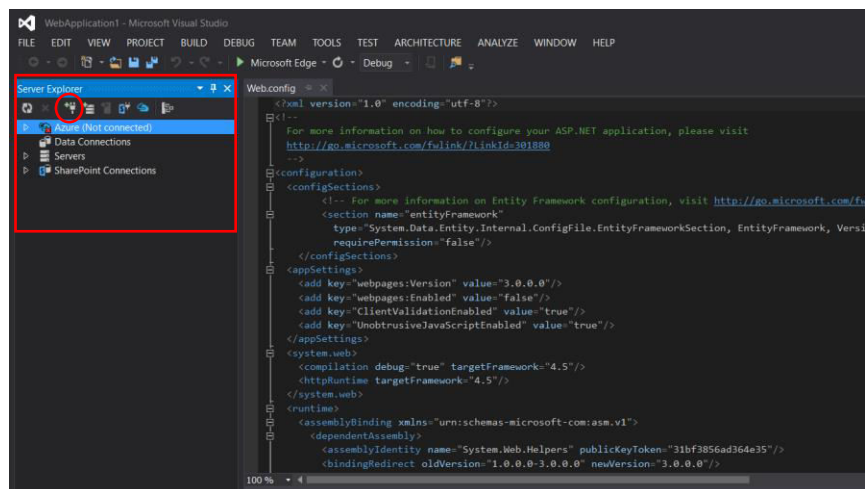 WebApplication1 - Microsoft Visual Studio
FILE EDIT VIEW PROJECT BUILD DEBUG TEAM TOOLS TEST ARCHITECTURE ANALYZE WINDOW HELP
Microsoft Edge Debug
Server Explorer
Azure (Not connected)
Data Connections
Servers
SharePoint Connections
Web.config
<?xml version="1.0" encoding="utf-8"?>
<!--
For more information on how to configure your ASP.NET application, please visit
http://go.microsoft.com/fwlink/?LinkId=301880
-->
<configuration>
<configSections>
<!-- For more information on Entity Framework configuration, visit http://go.microsoft.com/fw
<section name="entityFramework"
type="System.Data.Entity.Internal.ConfigFile.EntityFrameworkSection, EntityFramework, Versi
requirePermission="false"/>
</configSections>
<appSettings>
<add key="webpages:Version" value="3.0.0.0"/>
<add key="webpages:Enabled" value="false"/>
<add key="ClientValidationEnabled" value="true"/>
<add key="UnobtrusiveJavaScriptEnabled" value="true"/>
</appSettings>
<system.web>
<compilation debug="true" targetFramework="4.5"/>
<httpRuntime targetFramework="4.5"/>
</system.web>
<runtime>
<assemblyBinding xmlns="urn:schemas-microsoft-com:asm.v1">
<dependentAssembly>
<assemblyIdentity name="System.Web.Helpers" publicKeyToken="31bf3856ad364e35"/>
<bindingRedirect oldVersion="1.0.0.0-3.0.0.0" newVersion="3.0.0.0"/>
100 %